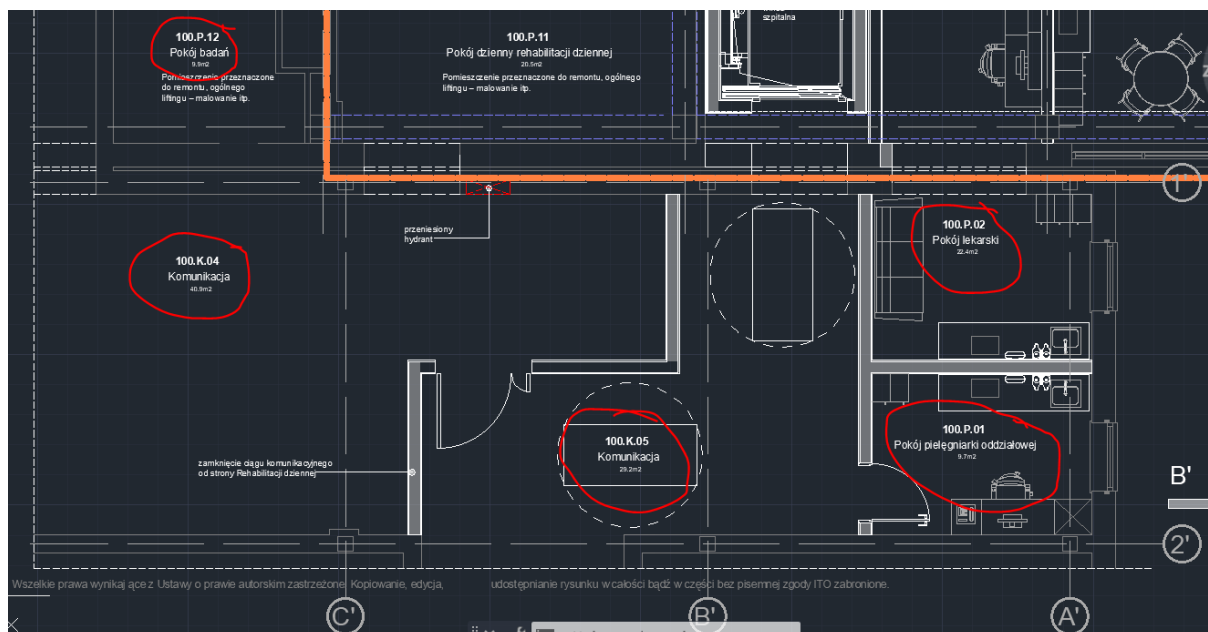 szpitalna
100.P.12
Pokój badań
9.9m2
Pomieszczenie przeznaczone
do remontu, ogólnego
liftingu – malowanie itp.
100.P.11
Pokój dzienny rehabilitacji dziennej
20.5m2
Pomieszczenie przeznaczone do remontu, ogólnego
liftingu – malowanie itp.
1'
przeniesiony
hydrant
100.K.04
Komunikacja
40.9m2
100.P.02
Pokój lekarski
22.4m2
100.K.05
Komunikacja
29.2m2
100.P.01
Pokój pielęgniarki oddziałowej
9.7m2
zamknięcie ciągu komunikacyjnego
od strony Rehabilitacji dziennej
B'
2'
Wszelkie prawa wynikające z Ustawy o prawie autorskim zastrzeżone. Kopiowanie, edycja, udostępnianie rysunku w całości bądź w części bez pisemnej zgody ITO zabronione.
C'
B'
A'